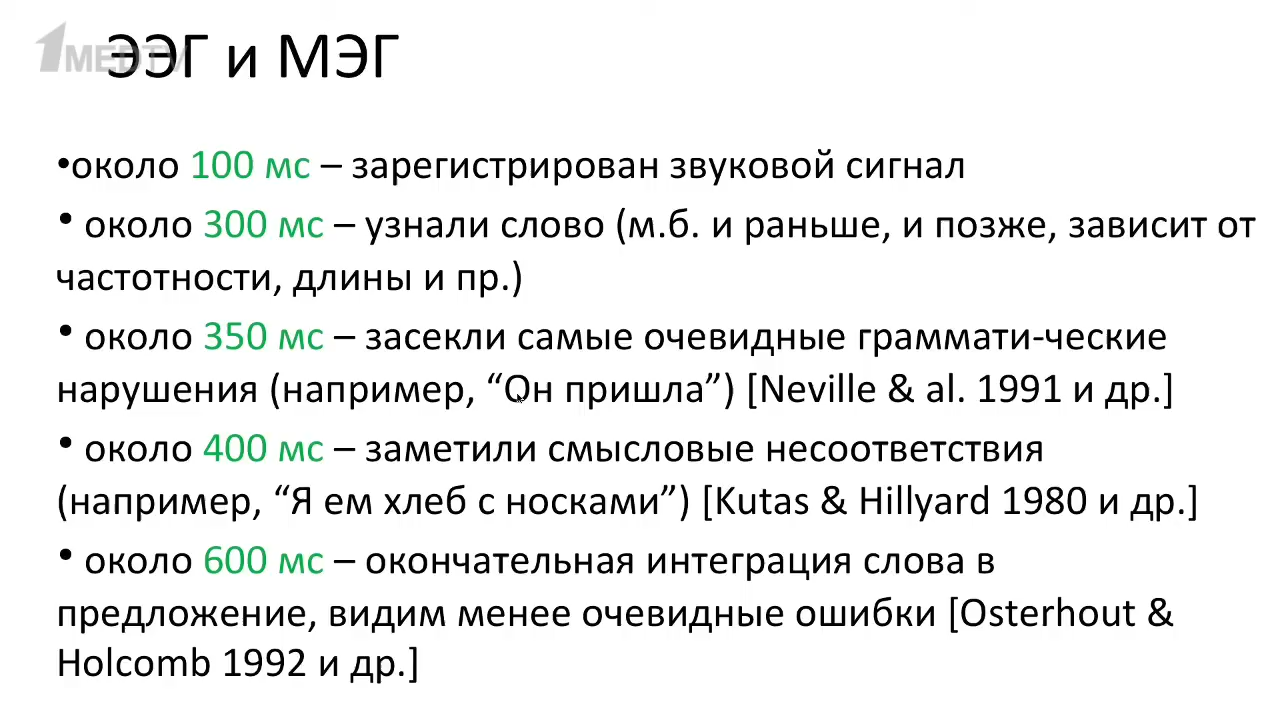 1MEDTV
ЭЭГ и МЭГ
•около 100 мс – зарегистрирован звуковой сигнал
• около 300 мс – узнали слово (м.б. и раньше, и позже, зависит от
частотности, длины и пр.)
• около 350 мс – засекли самые очевидные граммати-ческие
нарушения (например, “Он пришла”) [Neville & al. 1991 и др.]
• около 400 мс – заметили смысловые несоответствия
(например, “Я ем хлеб с носками”) [Kutas & Hillyard 1980 и др.]
• около 600 мс – окончательная интеграция слова в
предложение, видим менее очевидные ошибки [Osterhout &
Holcomb 1992 и др.]